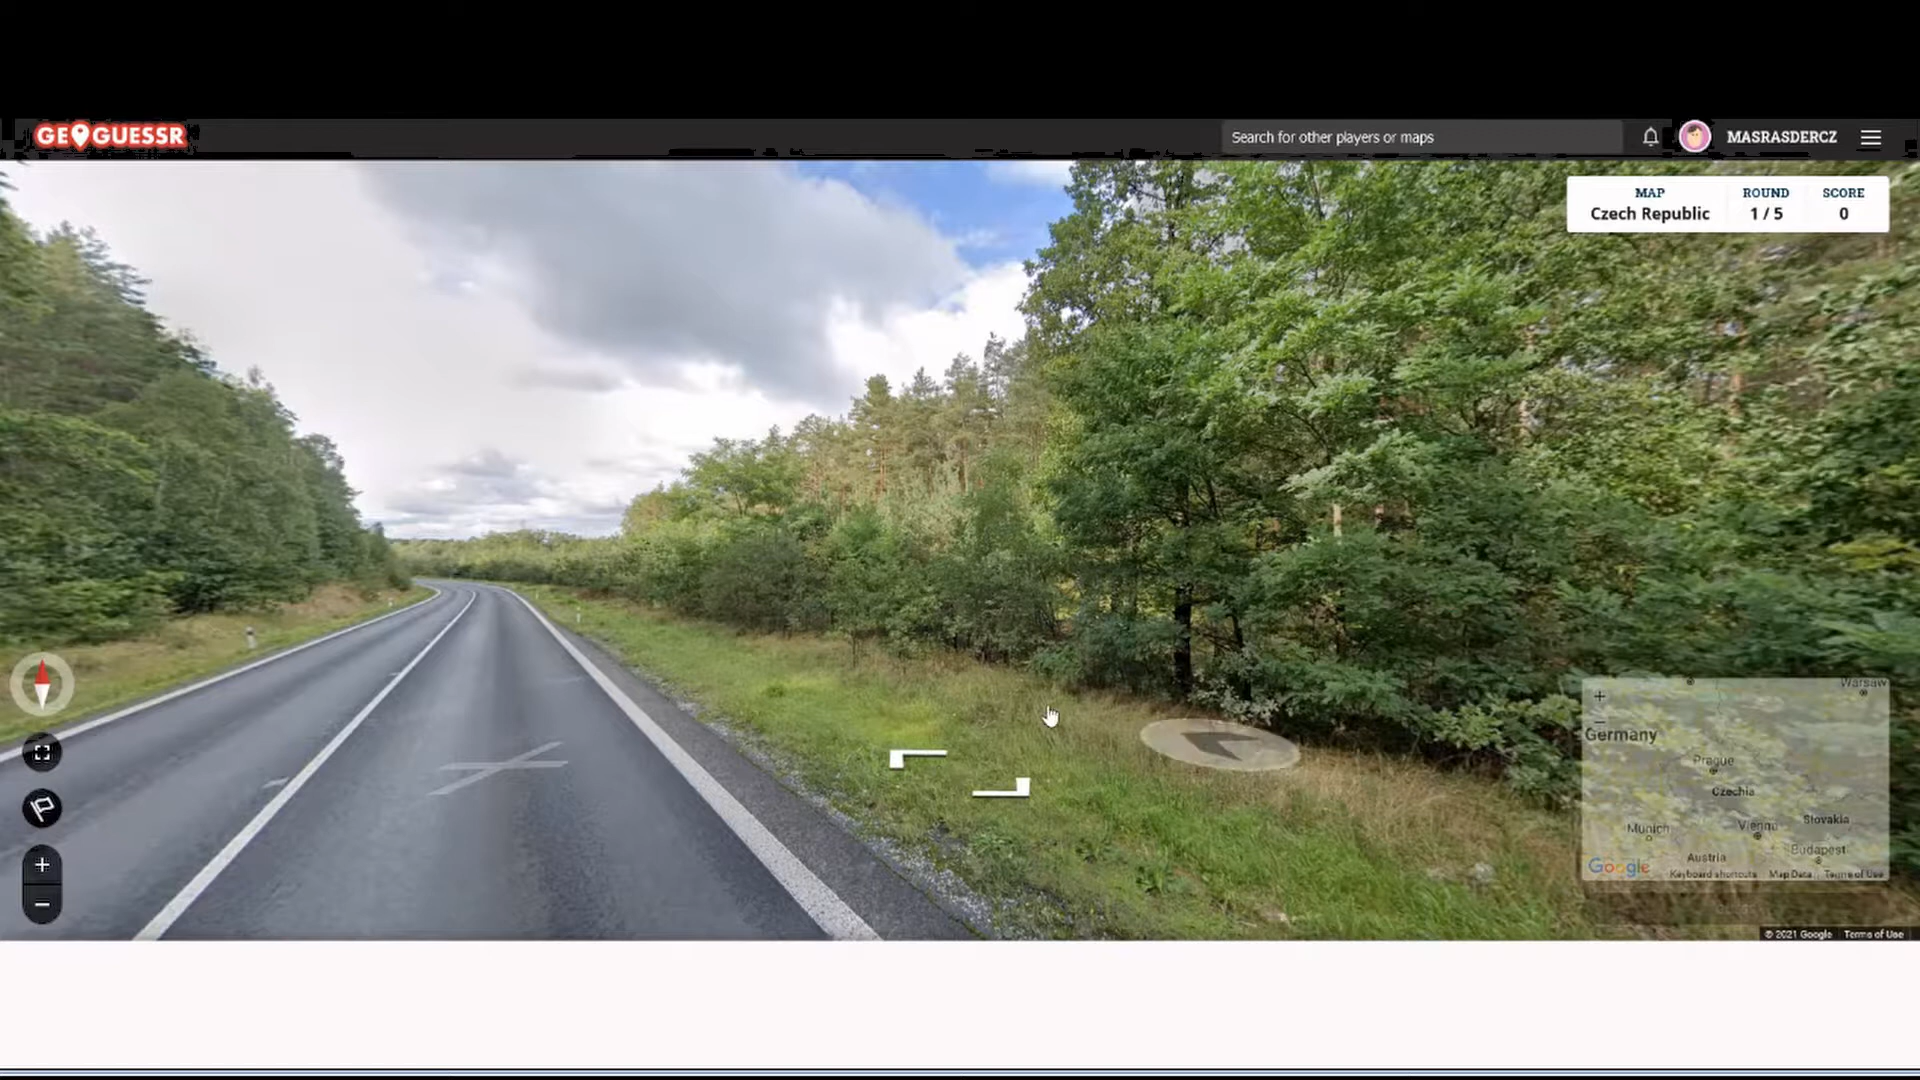 GEOGUESSR
Search for other players or maps
MASRASDERCZ
MAP ROUND SCORE
Czech Republic 1 / 5 0
Warsaw
Germany
Prague
Czechia
Slovakia
Munich
Vienna
Budapest
Austria
Google
Keyboard shortcuts Map Data Terms of Use
© 2021 Google Terms of Use